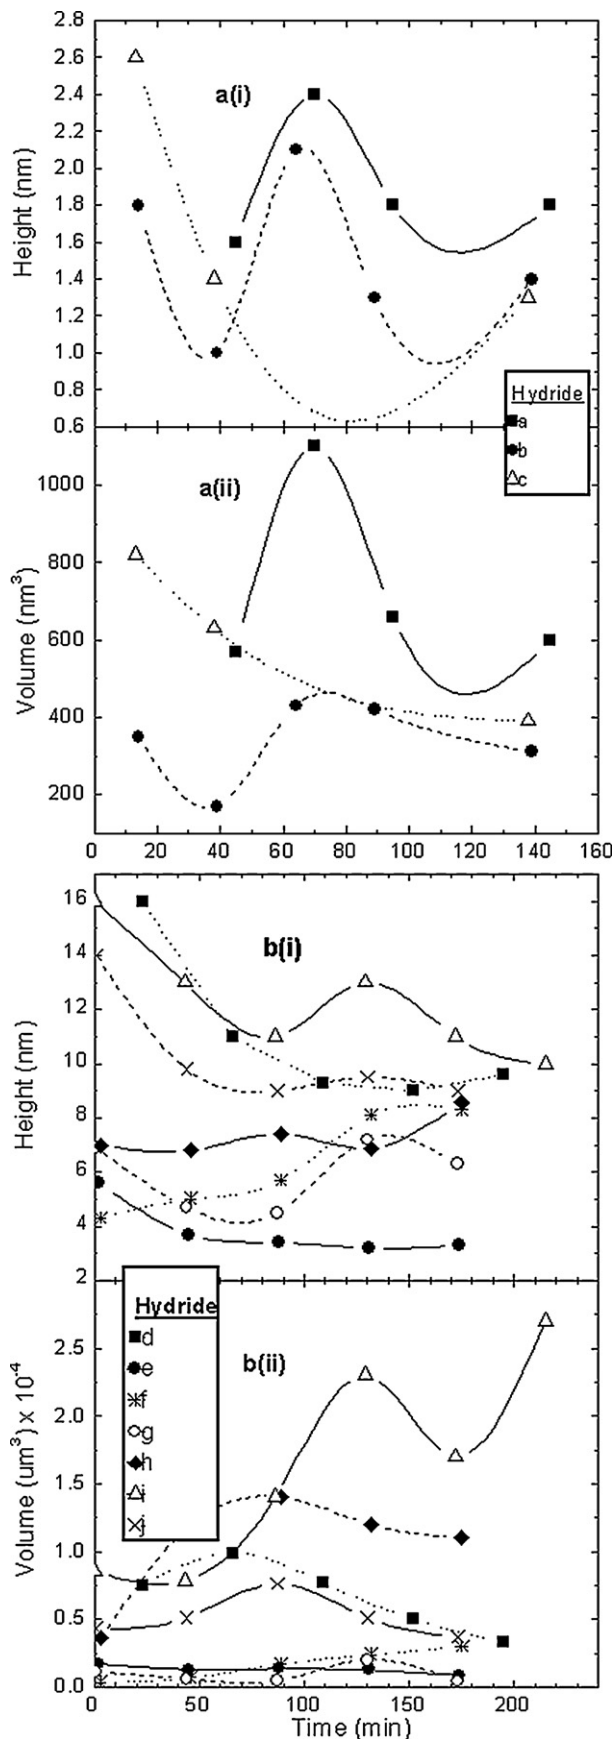 2.8
2.6
2.4
2.2
2.0
1.8
1.6
1.4
1.2
1.0
0.8
0.6
Height (nm)
a(i)
Hydride
a
b
c
1000
800
600
400
200
Volume (nm³)
a(ii)
0 20 40 60 80 100 120 140 160
16
14
12
10
8
6
4
2
Height (nm)
b(i)
Hydride
d
e
f
g
h
i
j
2.5
2.0
1.5
1.0
0.5
0.0
Volume (um³) x 10⁻⁴
b(ii)
0 50 100 150 200
Time (min)